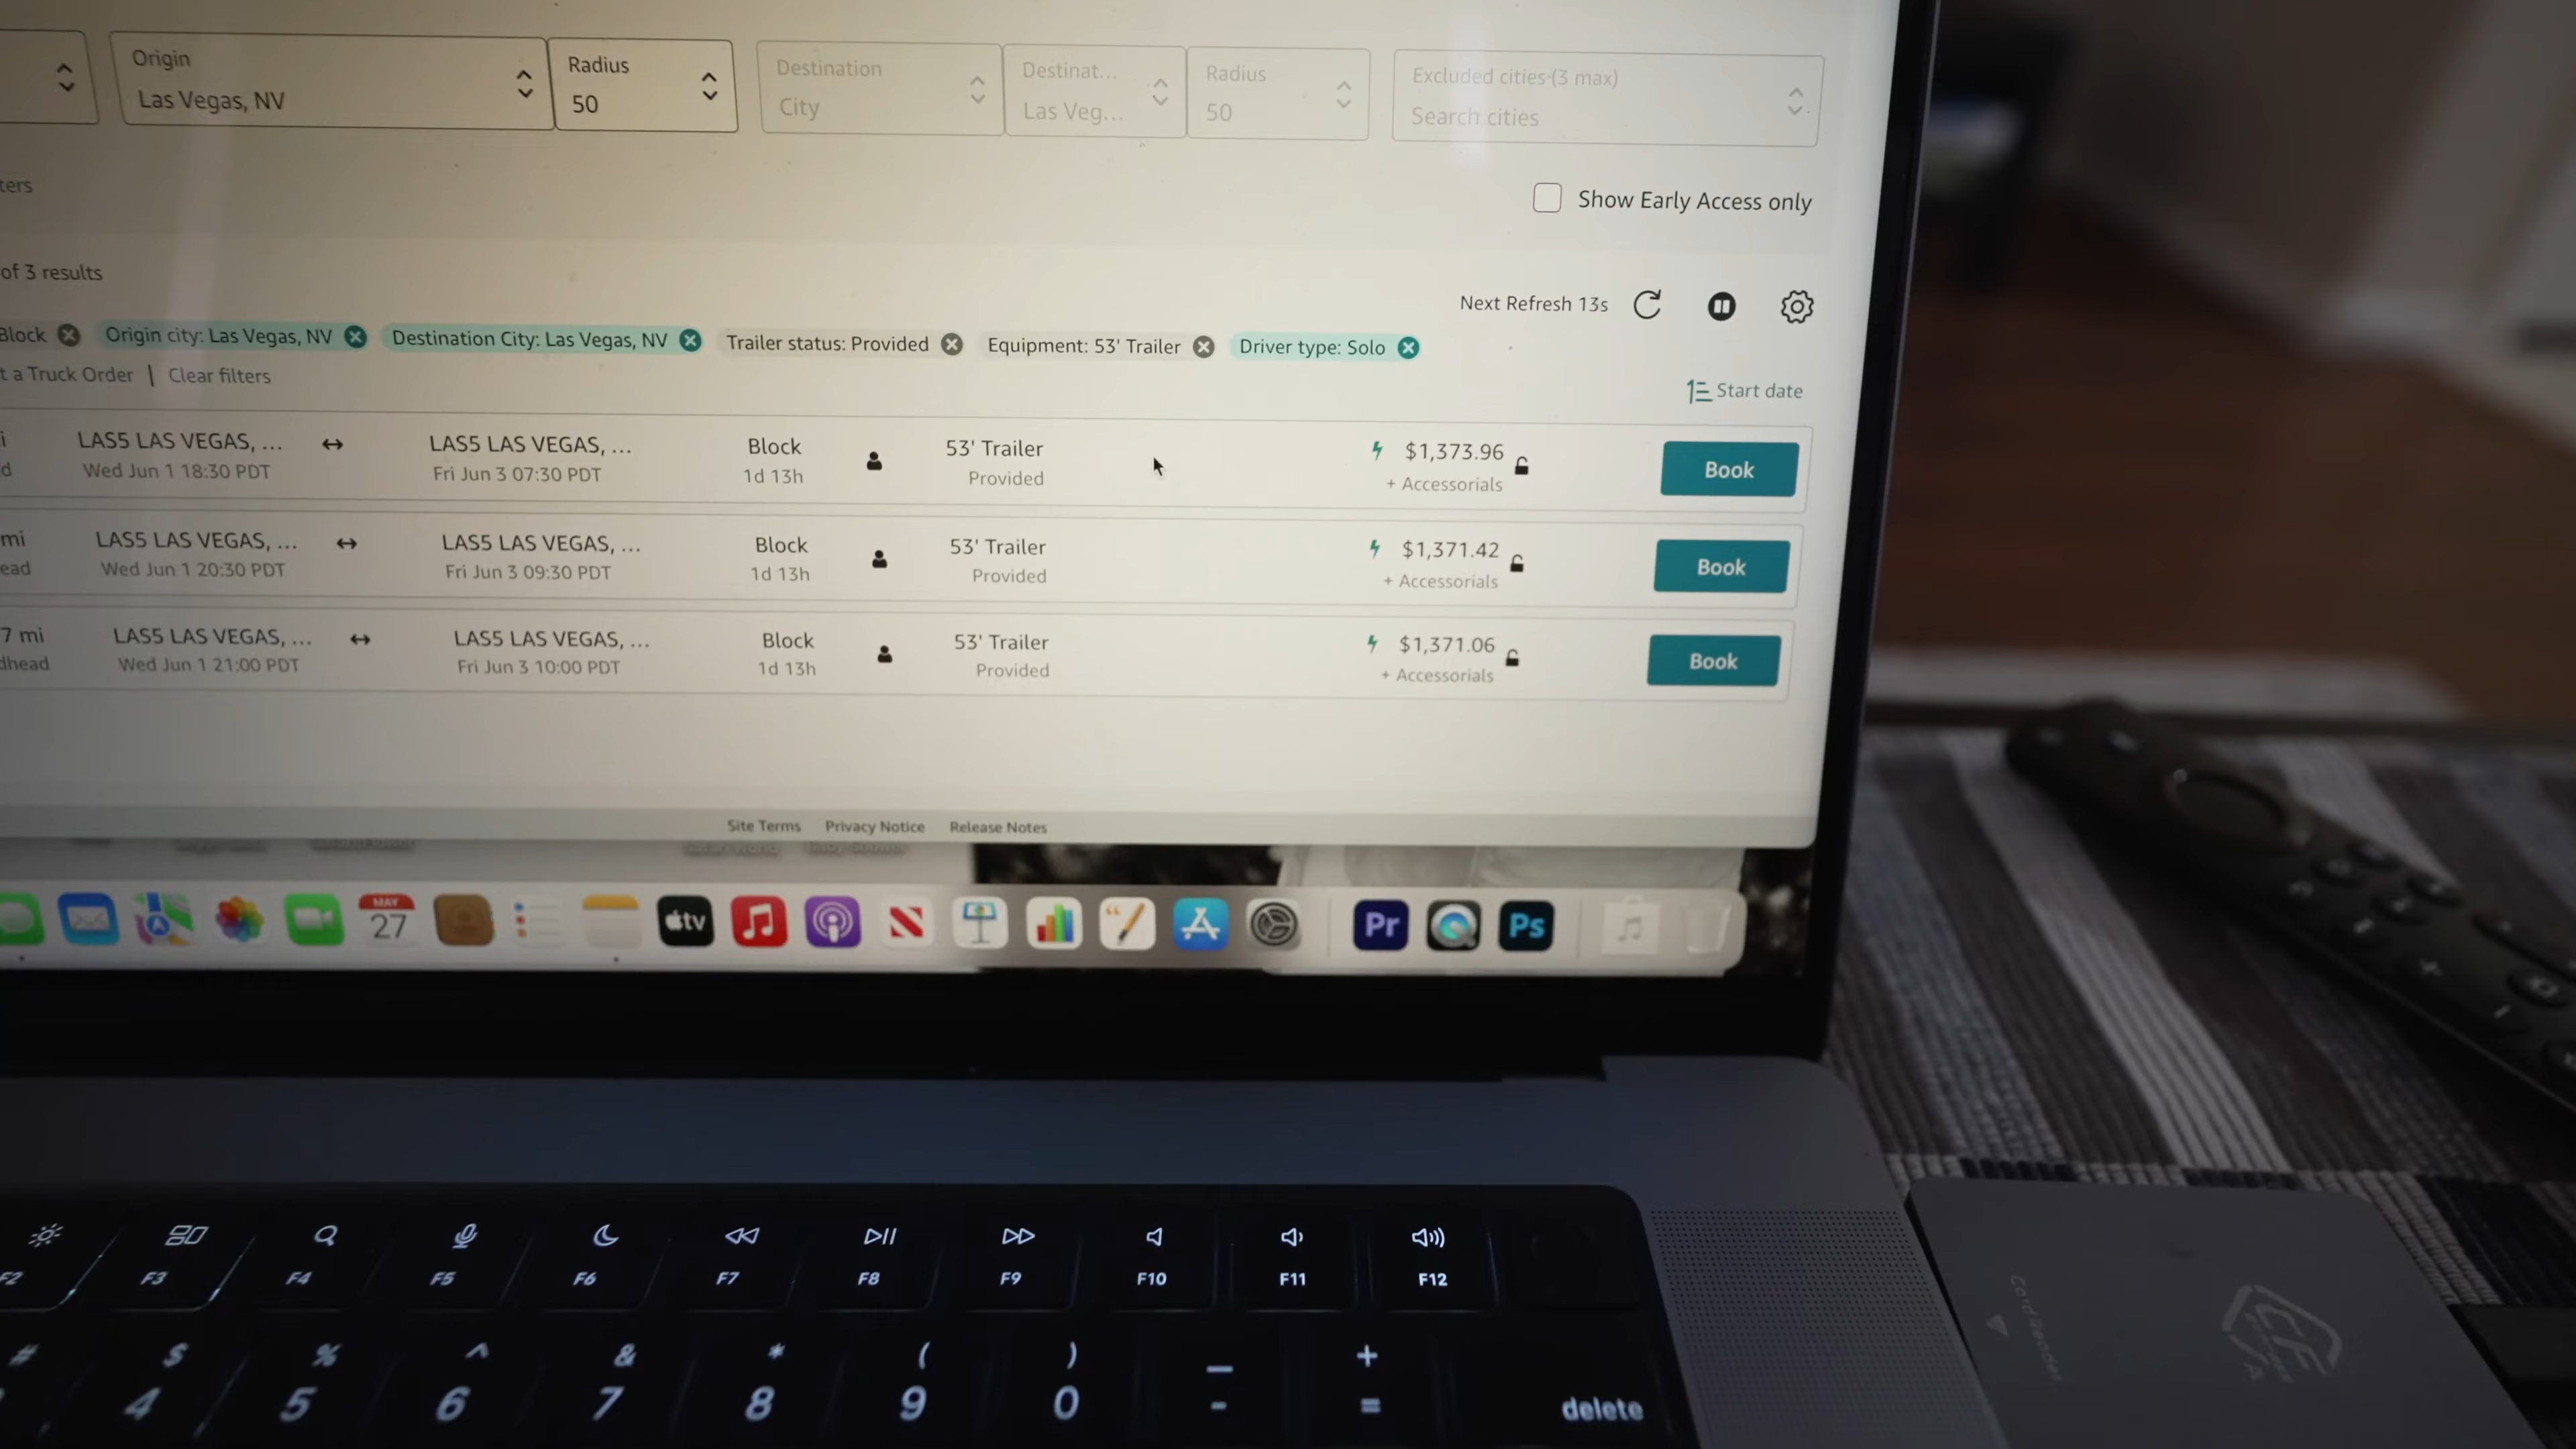 Origin
Las Vegas, NV
Radius
50
Destination
City
Destinat...
Las Veg...
Radius
50
Excluded cities (3 max)
Search cities
ters
Show Early Access only
of 3 results
Next Refresh 13s
Block
Origin city: Las Vegas, NV
Destination City: Las Vegas, NV
Trailer status: Provided
Equipment: 53' Trailer
Driver type: Solo
t a Truck Order | Clear filters
Start date
i LAS5 LAS VEGAS, ... LAS5 LAS VEGAS, ... Block 53' Trailer $1,373.96 Book
d Wed Jun 1 18:30 PDT Fri Jun 3 07:30 PDT 1d 13h Provided + Accessorials
mi LAS5 LAS VEGAS, ... LAS5 LAS VEGAS, ... Block 53' Trailer $1,371.42 Book
ead Wed Jun 1 20:30 PDT Fri Jun 3 09:30 PDT 1d 13h Provided + Accessorials
7 mi LAS5 LAS VEGAS, ... LAS5 LAS VEGAS, ... Block 53' Trailer $1,371.06 Book
dhead Wed Jun 1 21:00 PDT Fri Jun 3 10:00 PDT 1d 13h Provided + Accessorials
Site Terms Privacy Notice Release Notes
MAY
27
tv
Pr
Ps
F2 F3 F4 F5 F6 F7 F8 F9 F10 F11 F12
# $ % ^ & * ( ) _ +
4 5 6 7 8 9 0 - = delete
CardReader
CF